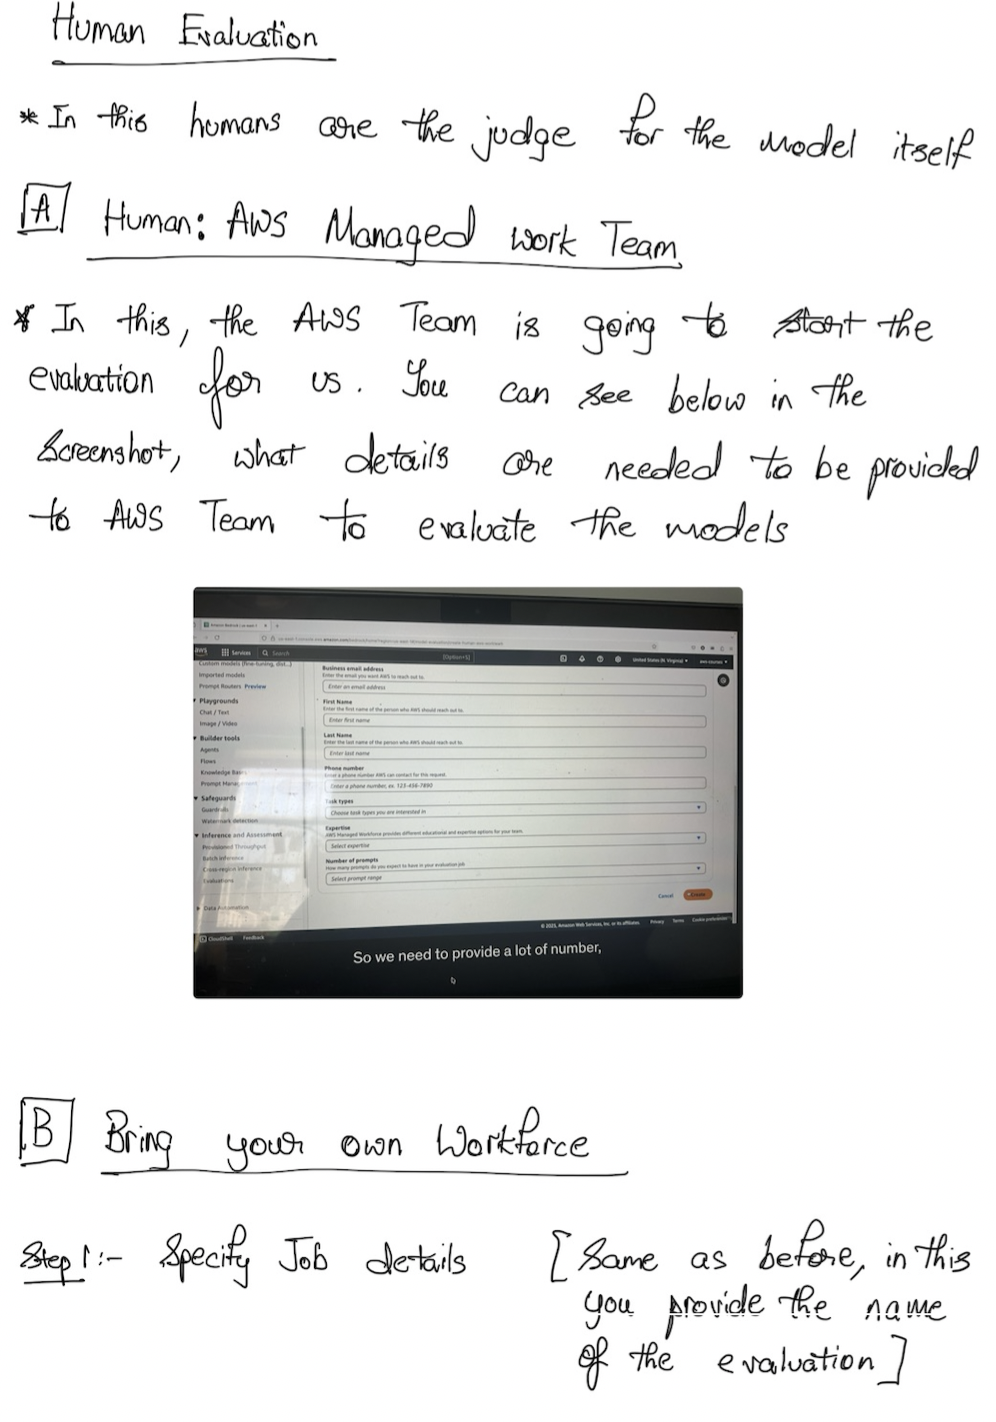 Human Evaluation
* In this humans are the judge for the model itself
A Human: AWS Managed Work Team
* In this, the AWS Team is going to start the
evaluation for us. You can see below in the
Screenshot, what details are needed to be provided
to AWS Team to evaluate the models
aws Services Search [Option+S] United States (N. Virginia)
Custom models (fine-tuning, dist...)
Imported models
Prompt Routers Preview
Playgrounds
Chat / Text
Image / Video
Builder tools
Agents
Flows
Knowledge Bases
Prompt Management
Safeguards
Guardrails
Watermark detection
Inference and Assessment
Provisioned Throughput
Batch inference
Cross-region inference
Evaluations
Data Automation
Business email address
Enter the email you want AWS to reach out to.
Enter an email address
First Name
Enter the first name of the person who AWS should reach out to.
Enter first name
Last Name
Enter the last name of the person who AWS should reach out to.
Enter last name
Phone number
Enter a phone number AWS can contact for this request.
Enter a phone number, ex. 123-456-7890
Task types
Choose task types you are interested in
Expertise
AWS Managed Workforce provides different educational and expertise options for your team.
Select expertise
Number of prompts
How many prompts do you expect to have in your evaluation job
Select prompt range
Cancel Create
CloudShell Feedback © 2025, Amazon Web Services, Inc. or its affiliates. Privacy Terms Cookie preferences
So we need to provide a lot of number,
B Bring your own Workforce
Step 1:- Specify Job details [Same as before, in this
you provide the name
of the evaluation]